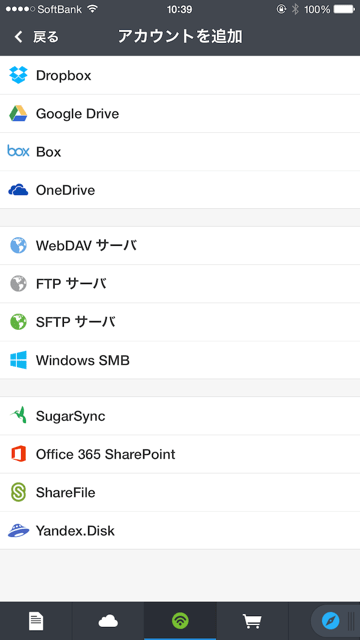 SoftBank 10:39 100%
戻る アカウントを追加
Dropbox
Google Drive
box Box
OneDrive
WebDAV サーバ
FTP サーバ
SFTP サーバ
Windows SMB
SugarSync
Office 365 SharePoint
ShareFile
Yandex.Disk